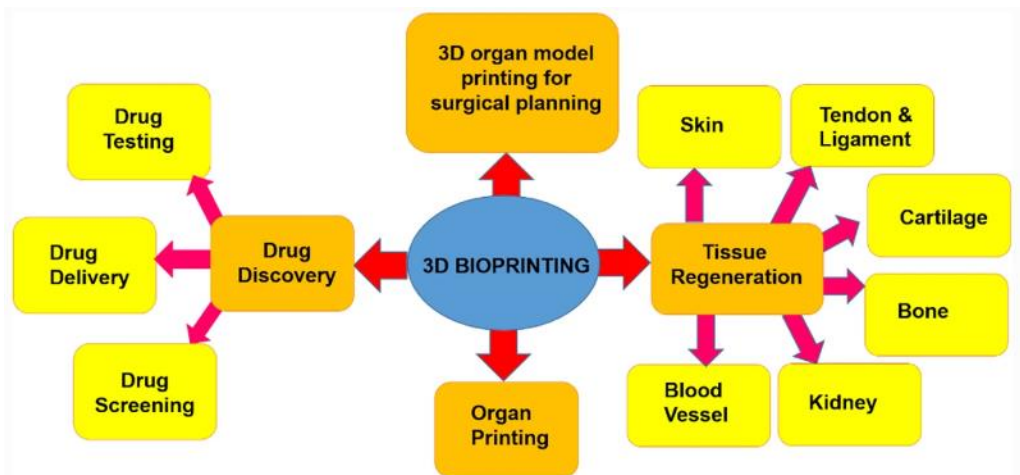 3D organ model
printing for
surgical planning
Drug
Testing
Skin
Tendon &
Ligament
Cartilage
Drug
Delivery
Drug
Discovery
3D BIOPRINTING
Tissue
Regeneration
Bone
Drug
Screening
Organ
Printing
Blood
Vessel
Kidney